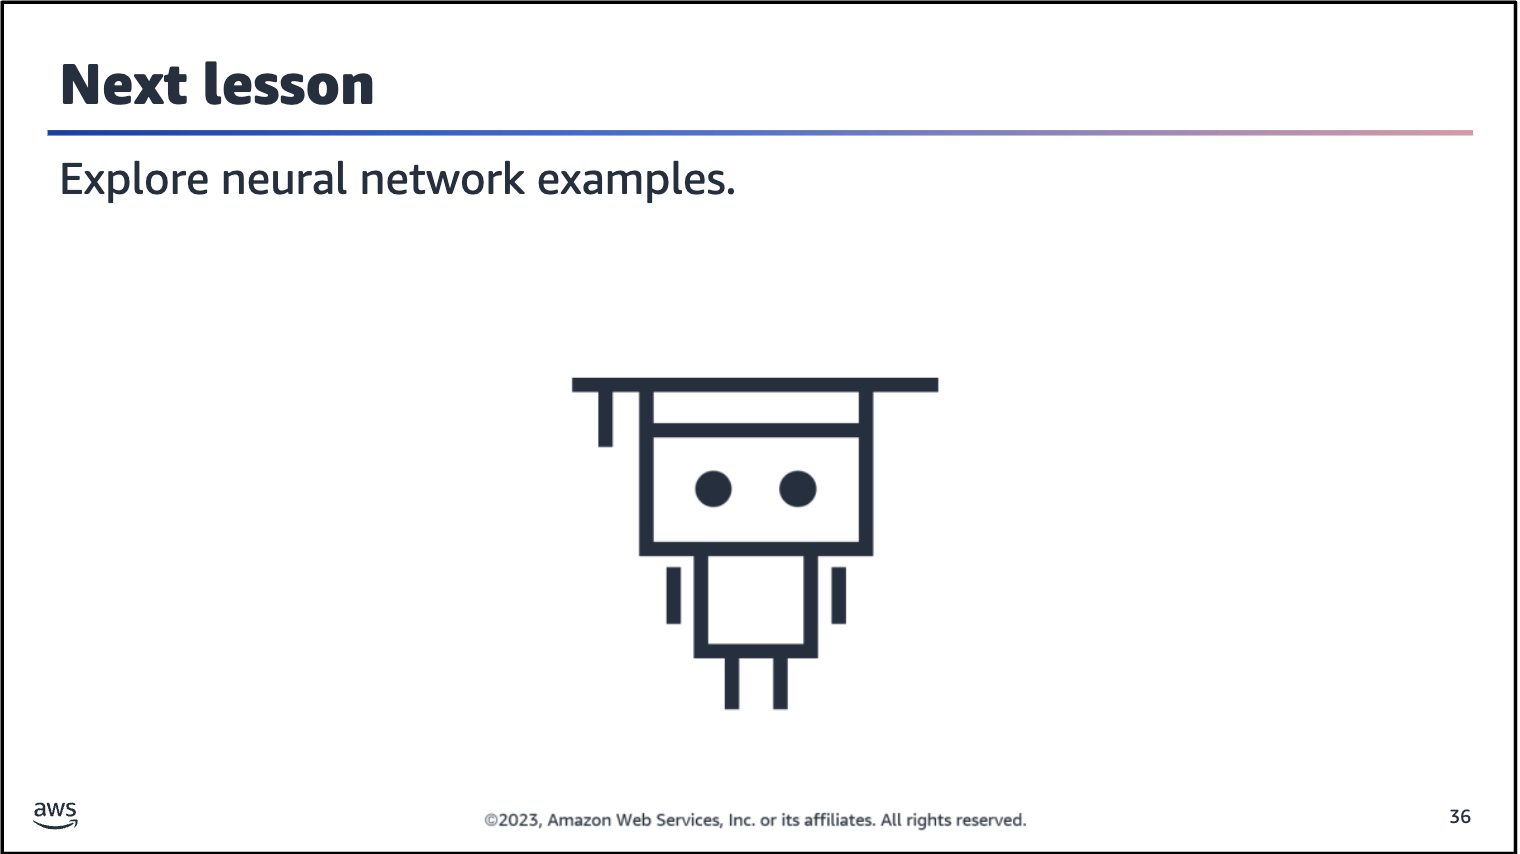 Next lesson
Explore neural network examples.
aws
©2023, Amazon Web Services, Inc. or its affiliates. All rights reserved.
36